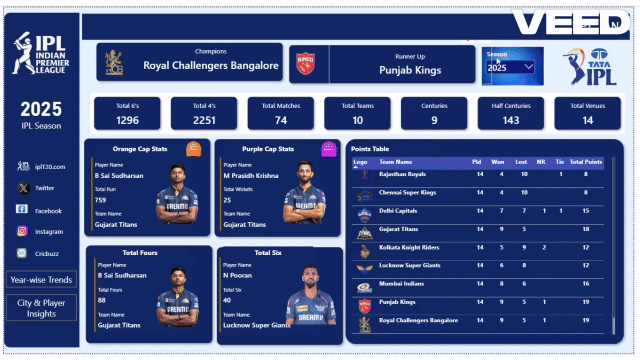 VEED
IPL
INDIAN
PREMIER
LEAGUE
2025
IPL Season
iplT20.com
Twitter
Facebook
Instagram
Cricbuzz
Year-wise Trends
City & Player
Insights
Champions
Royal Challengers Bangalore
Runner Up
Punjab Kings
Season
2025
TATA
IPL
Total 6's
1296
Total 4's
2251
Total Matches
74
Total Teams
10
Centuries
9
Half Centuries
143
Total Venues
14
Orange Cap Stats
Player Name
B Sai Sudharsan
Total Run
759
Team Name
Gujarat Titans
Purple Cap Stats
Player Name
M Prasidh Krishna
Total Wickets
25
Team Name
Gujarat Titans
Total Fours
Player Name
B Sai Sudharsan
Total Fours
88
Team Name
Gujarat Titans
Total Six
Player Name
N Pooran
Total Six
40
Team Name
Lucknow Super Giants
Points Table
Logo Team Name Pld Won Lost NR Tie Total Points
Rajasthan Royals 14 4 10 1 8
Chennai Super Kings 14 4 10 8
Delhi Capitals 14 7 7 1 1 15
Gujarat Titans 14 9 5 18
Kolkata Knight Riders 14 5 9 2 12
Lucknow Super Giants 14 6 8 12
Mumbai Indians 14 8 6 16
Punjab Kings 14 9 5 1 19
Royal Challengers Bangalore 14 9 5 1 19